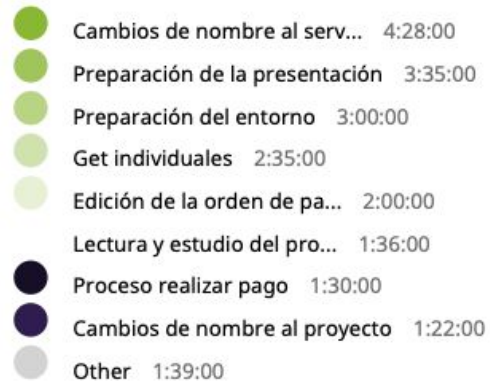 Cambios de nombre al serv... 4:28:00
Preparación de la presentación 3:35:00
Preparación del entorno 3:00:00
Get individuales 2:35:00
Edición de la orden de pa... 2:00:00
Lectura y estudio del pro... 1:36:00
Proceso realizar pago 1:30:00
Cambios de nombre al proyecto 1:22:00
Other 1:39:00